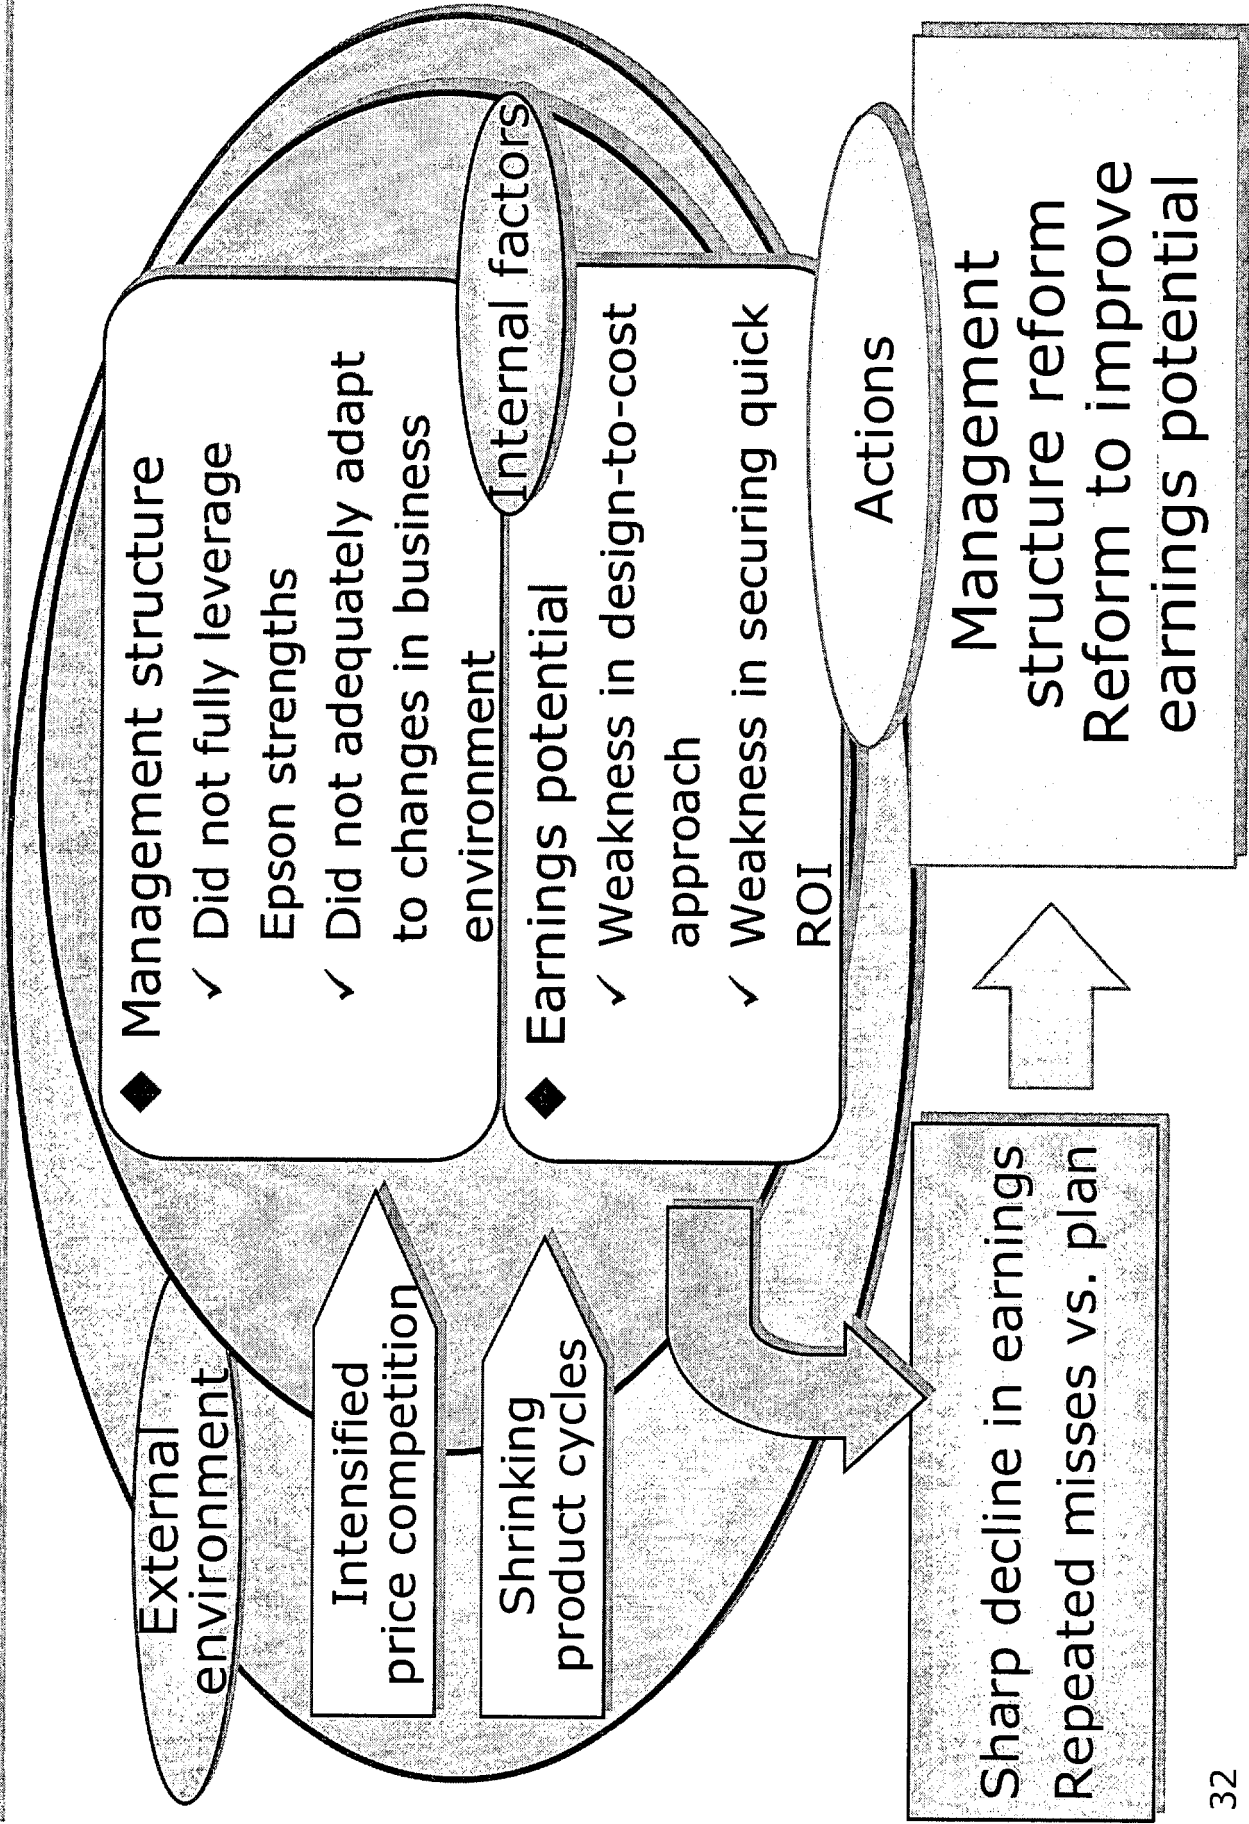 External
environment
Intensified
price competition
Shrinking
product cycles
◆ Management structure
✓ Did not fully leverage
Epson strengths
✓ Did not adequately adapt
to changes in business
environment
Internal factors
◆ Earnings potential
✓ Weakness in design-to-cost
approach
✓ Weakness in securing quick
ROI
Sharp decline in earnings
Repeated misses vs. plan
Actions
Management
structure reform
Reform to improve
earnings potential
32